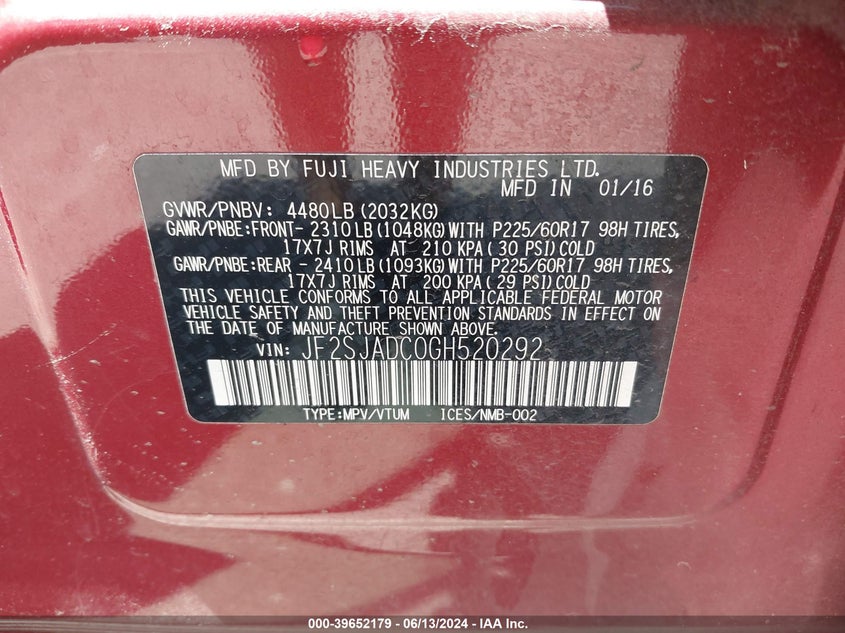 MFD BY FUJI HEAVY INDUSTRIES LTD.
MFD IN 01/16
GVWR/PNBV: 4480LB (2032KG)
GAWR/PNBE:FRONT- 2310 LB (1048KG) WITH P225/60R17 98H TIRES,
17X7J RIMS AT 210 KPA (30 PSI) COLD
GAWR/PNBE:REAR - 2410 LB (1093KG) WITH P225/60R17 98H TIRES,
17X7J RIMS AT 200 KPA (29 PSI) COLD
THIS VEHICLE CONFORMS TO ALL APPLICABLE FEDERAL MOTOR
VEHICLE SAFETY AND THEFT PREVENTION STANDARDS IN EFFECT ON
THE DATE OF MANUFACTURE SHOWN ABOVE.
VIN: JF2SJADC0GH520292
TYPE:MPV/VTUM ICES/NMB-002
000-39652179 - 06/13/2024 - IAA Inc.